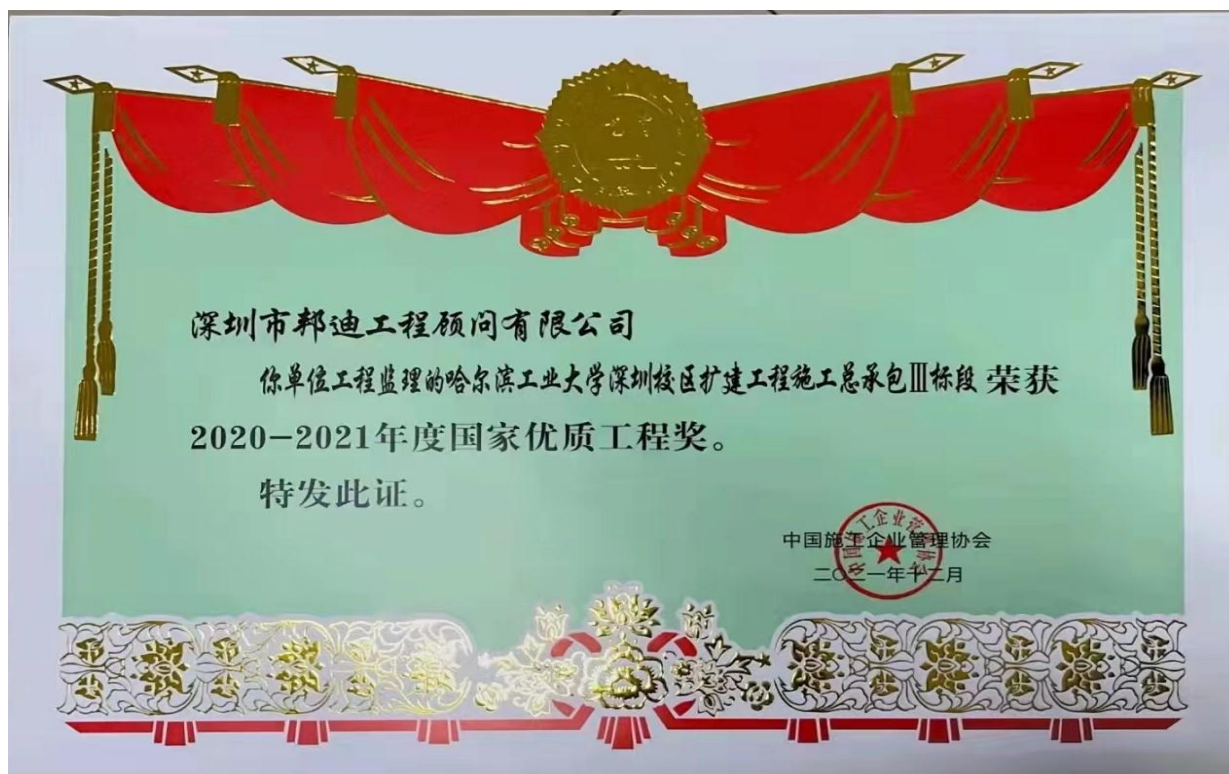 深圳市邦迪工程顾问有限公司
你单位工程监理的哈尔滨工业大学深圳校区扩建工程施工总承包Ⅲ标段 荣获
2020-2021年度国家优质工程奖。
特发此证。
中国施工企业管理协会
二〇二一年十二月